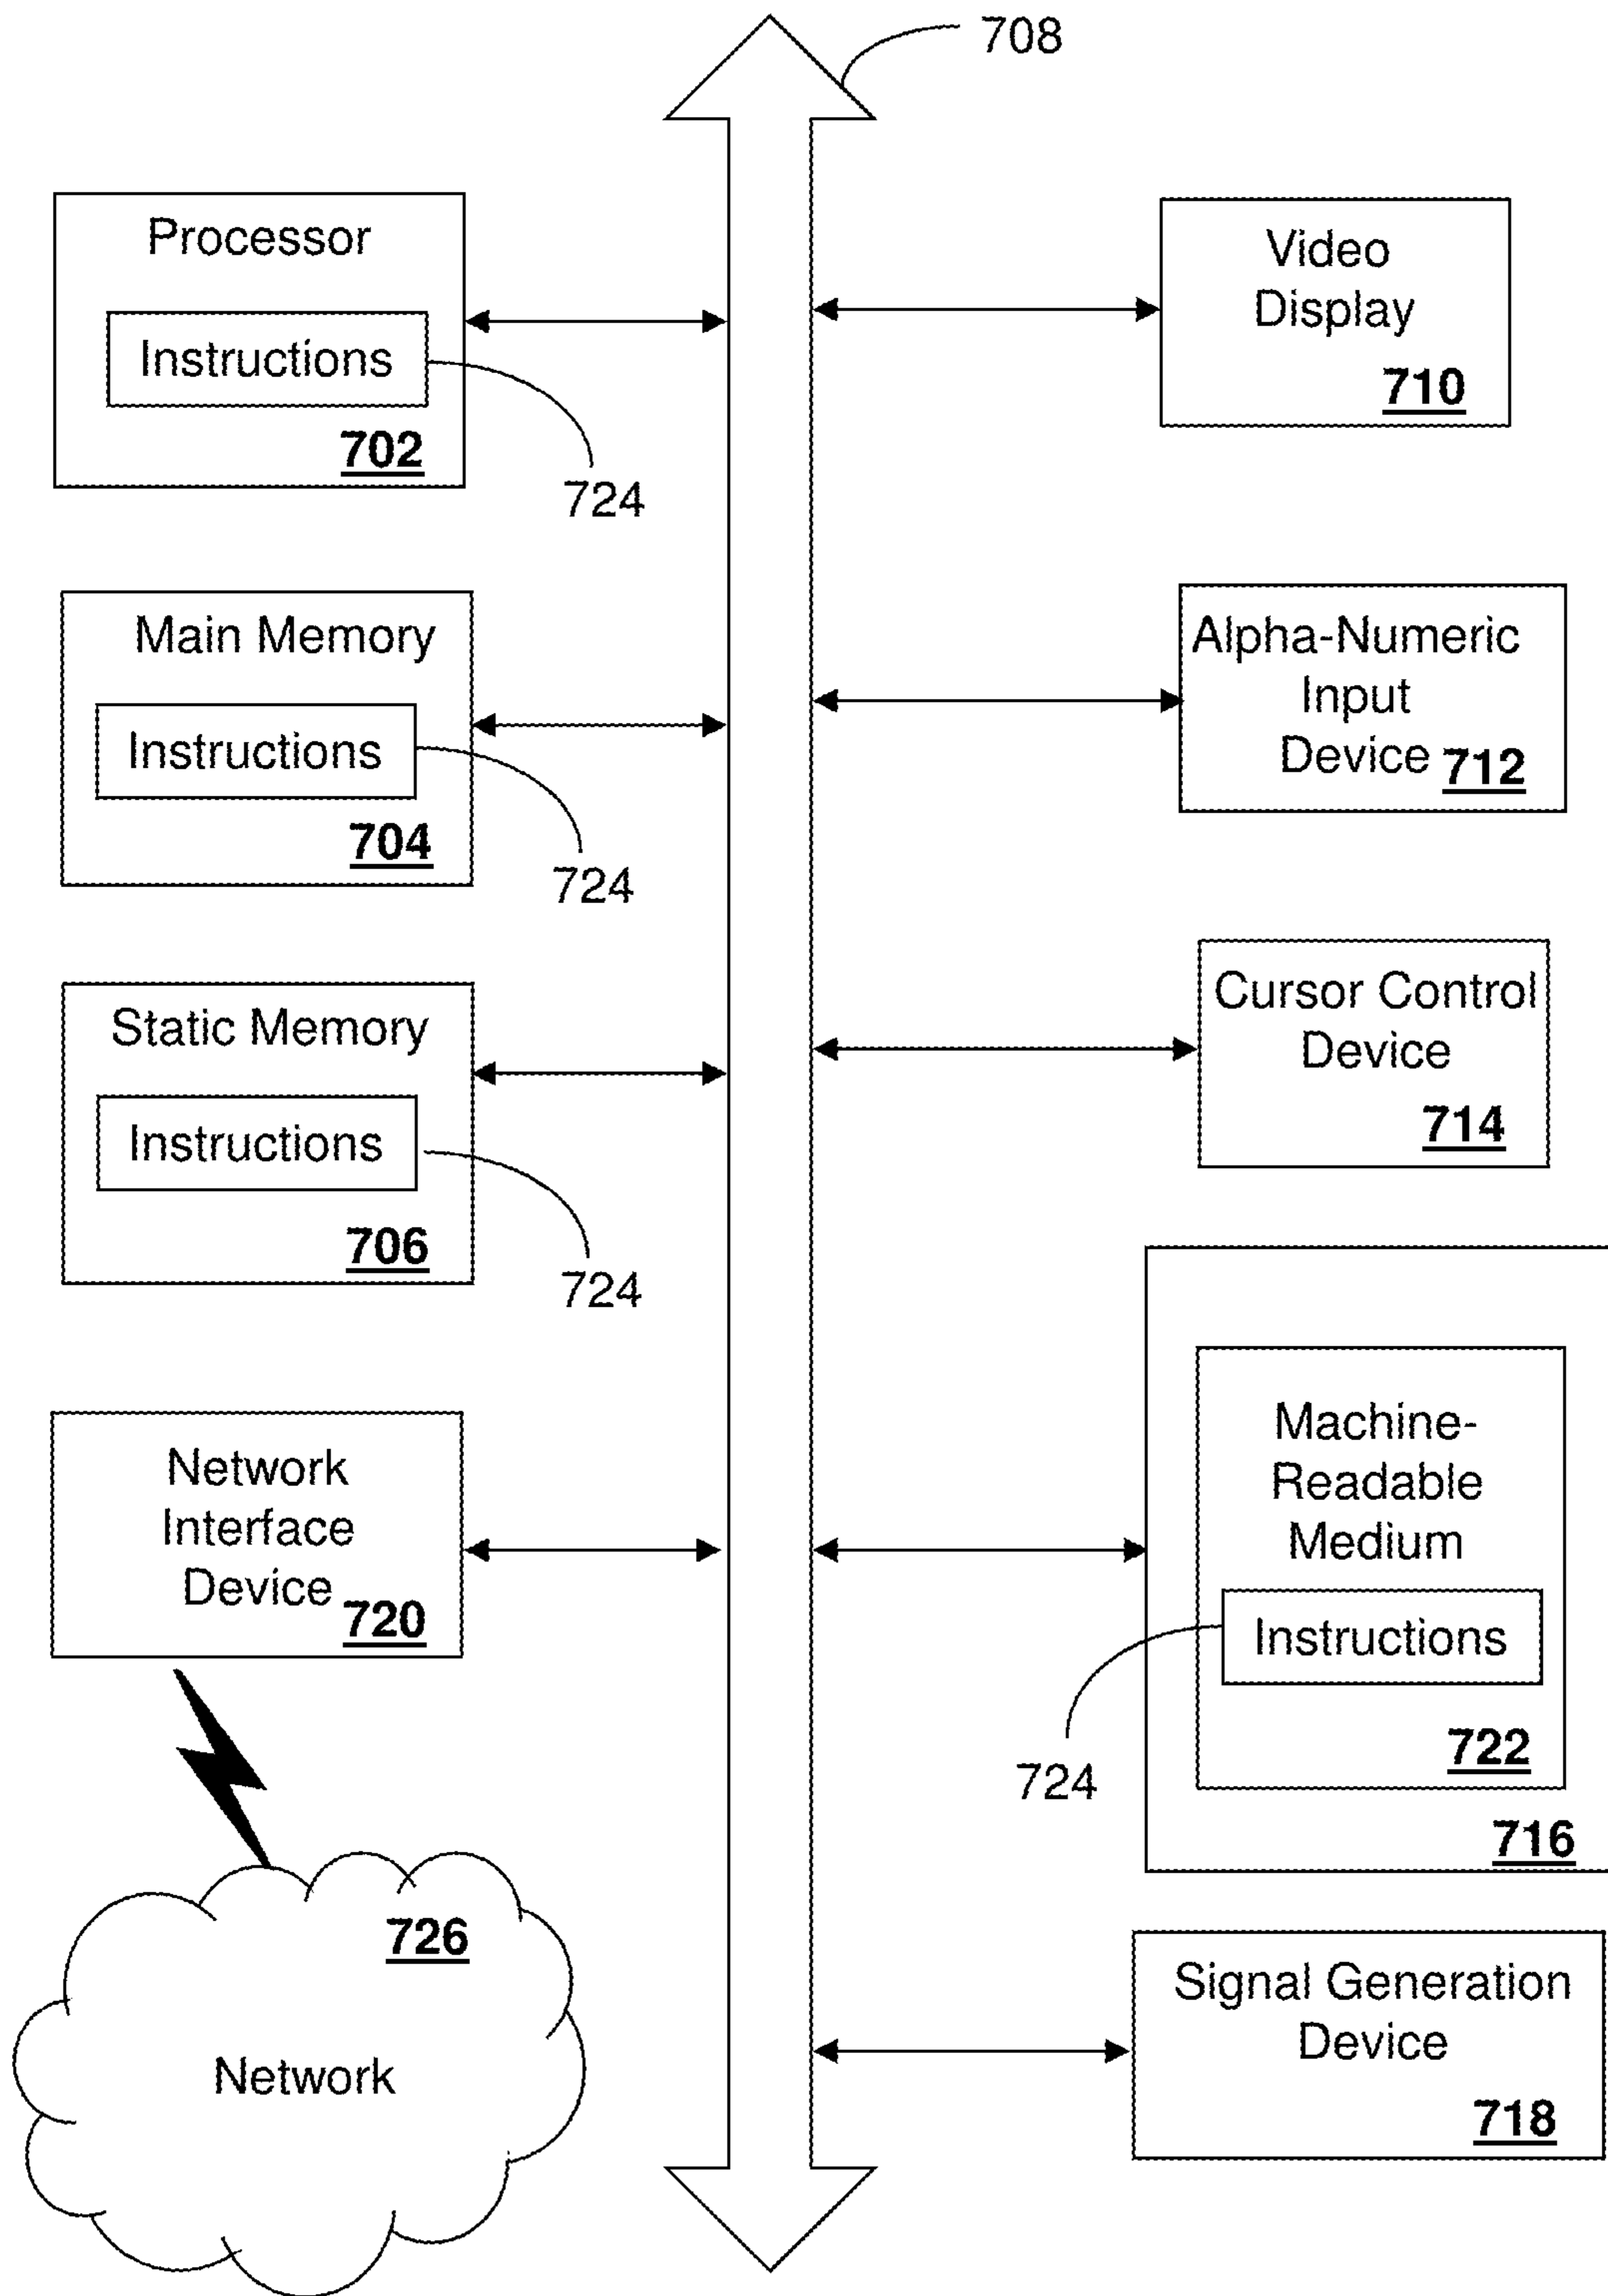 708
Processor
Instructions
702
724
Main Memory
Instructions
704
724
Static Memory
Instructions
706
724
Network
Interface
Device
720
726
Network
Video
Display
710
Alpha-Numeric
Input
Device 712
Cursor Control
Device
714
Machine-
Readable
Medium
Instructions
722
724
716
Signal Generation
Device
718